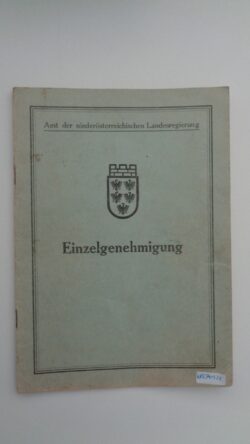 Amt der niederösterreichischen Landesregierung
Einzelgenehmigung